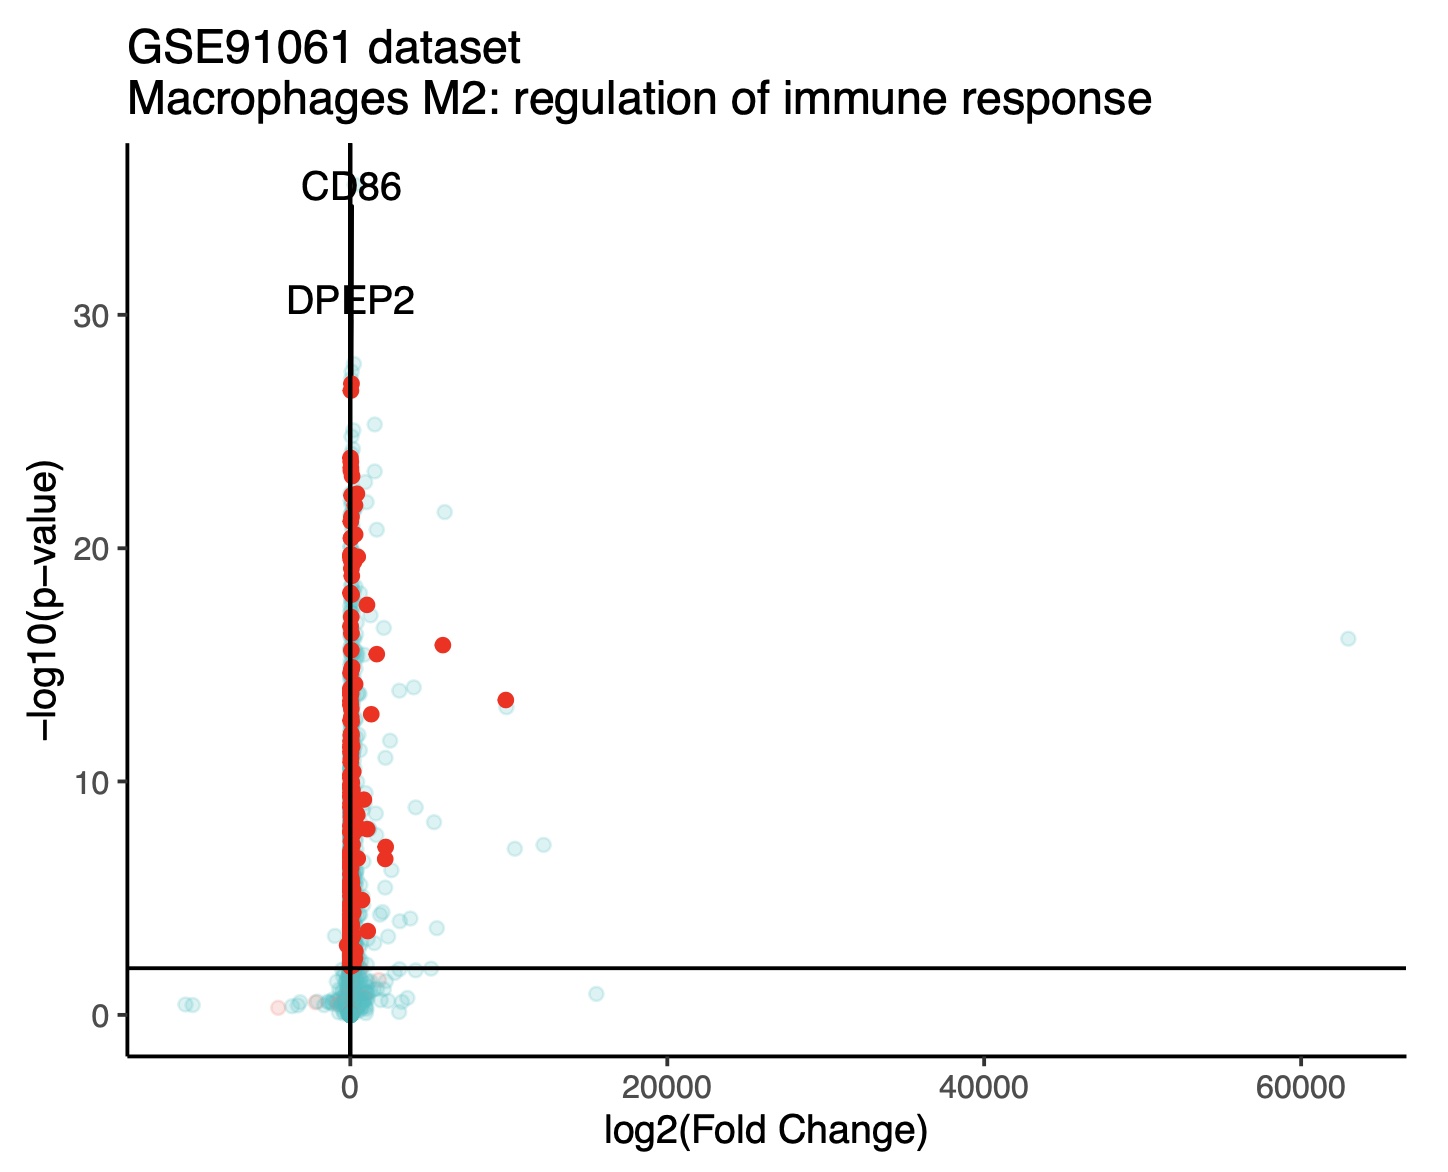 GSE91061 dataset
Macrophages M2: regulation of immune response
CD86
DPEP2
30
20
10
0
−log10(p−value)
0
20000
40000
60000
log2(Fold Change)